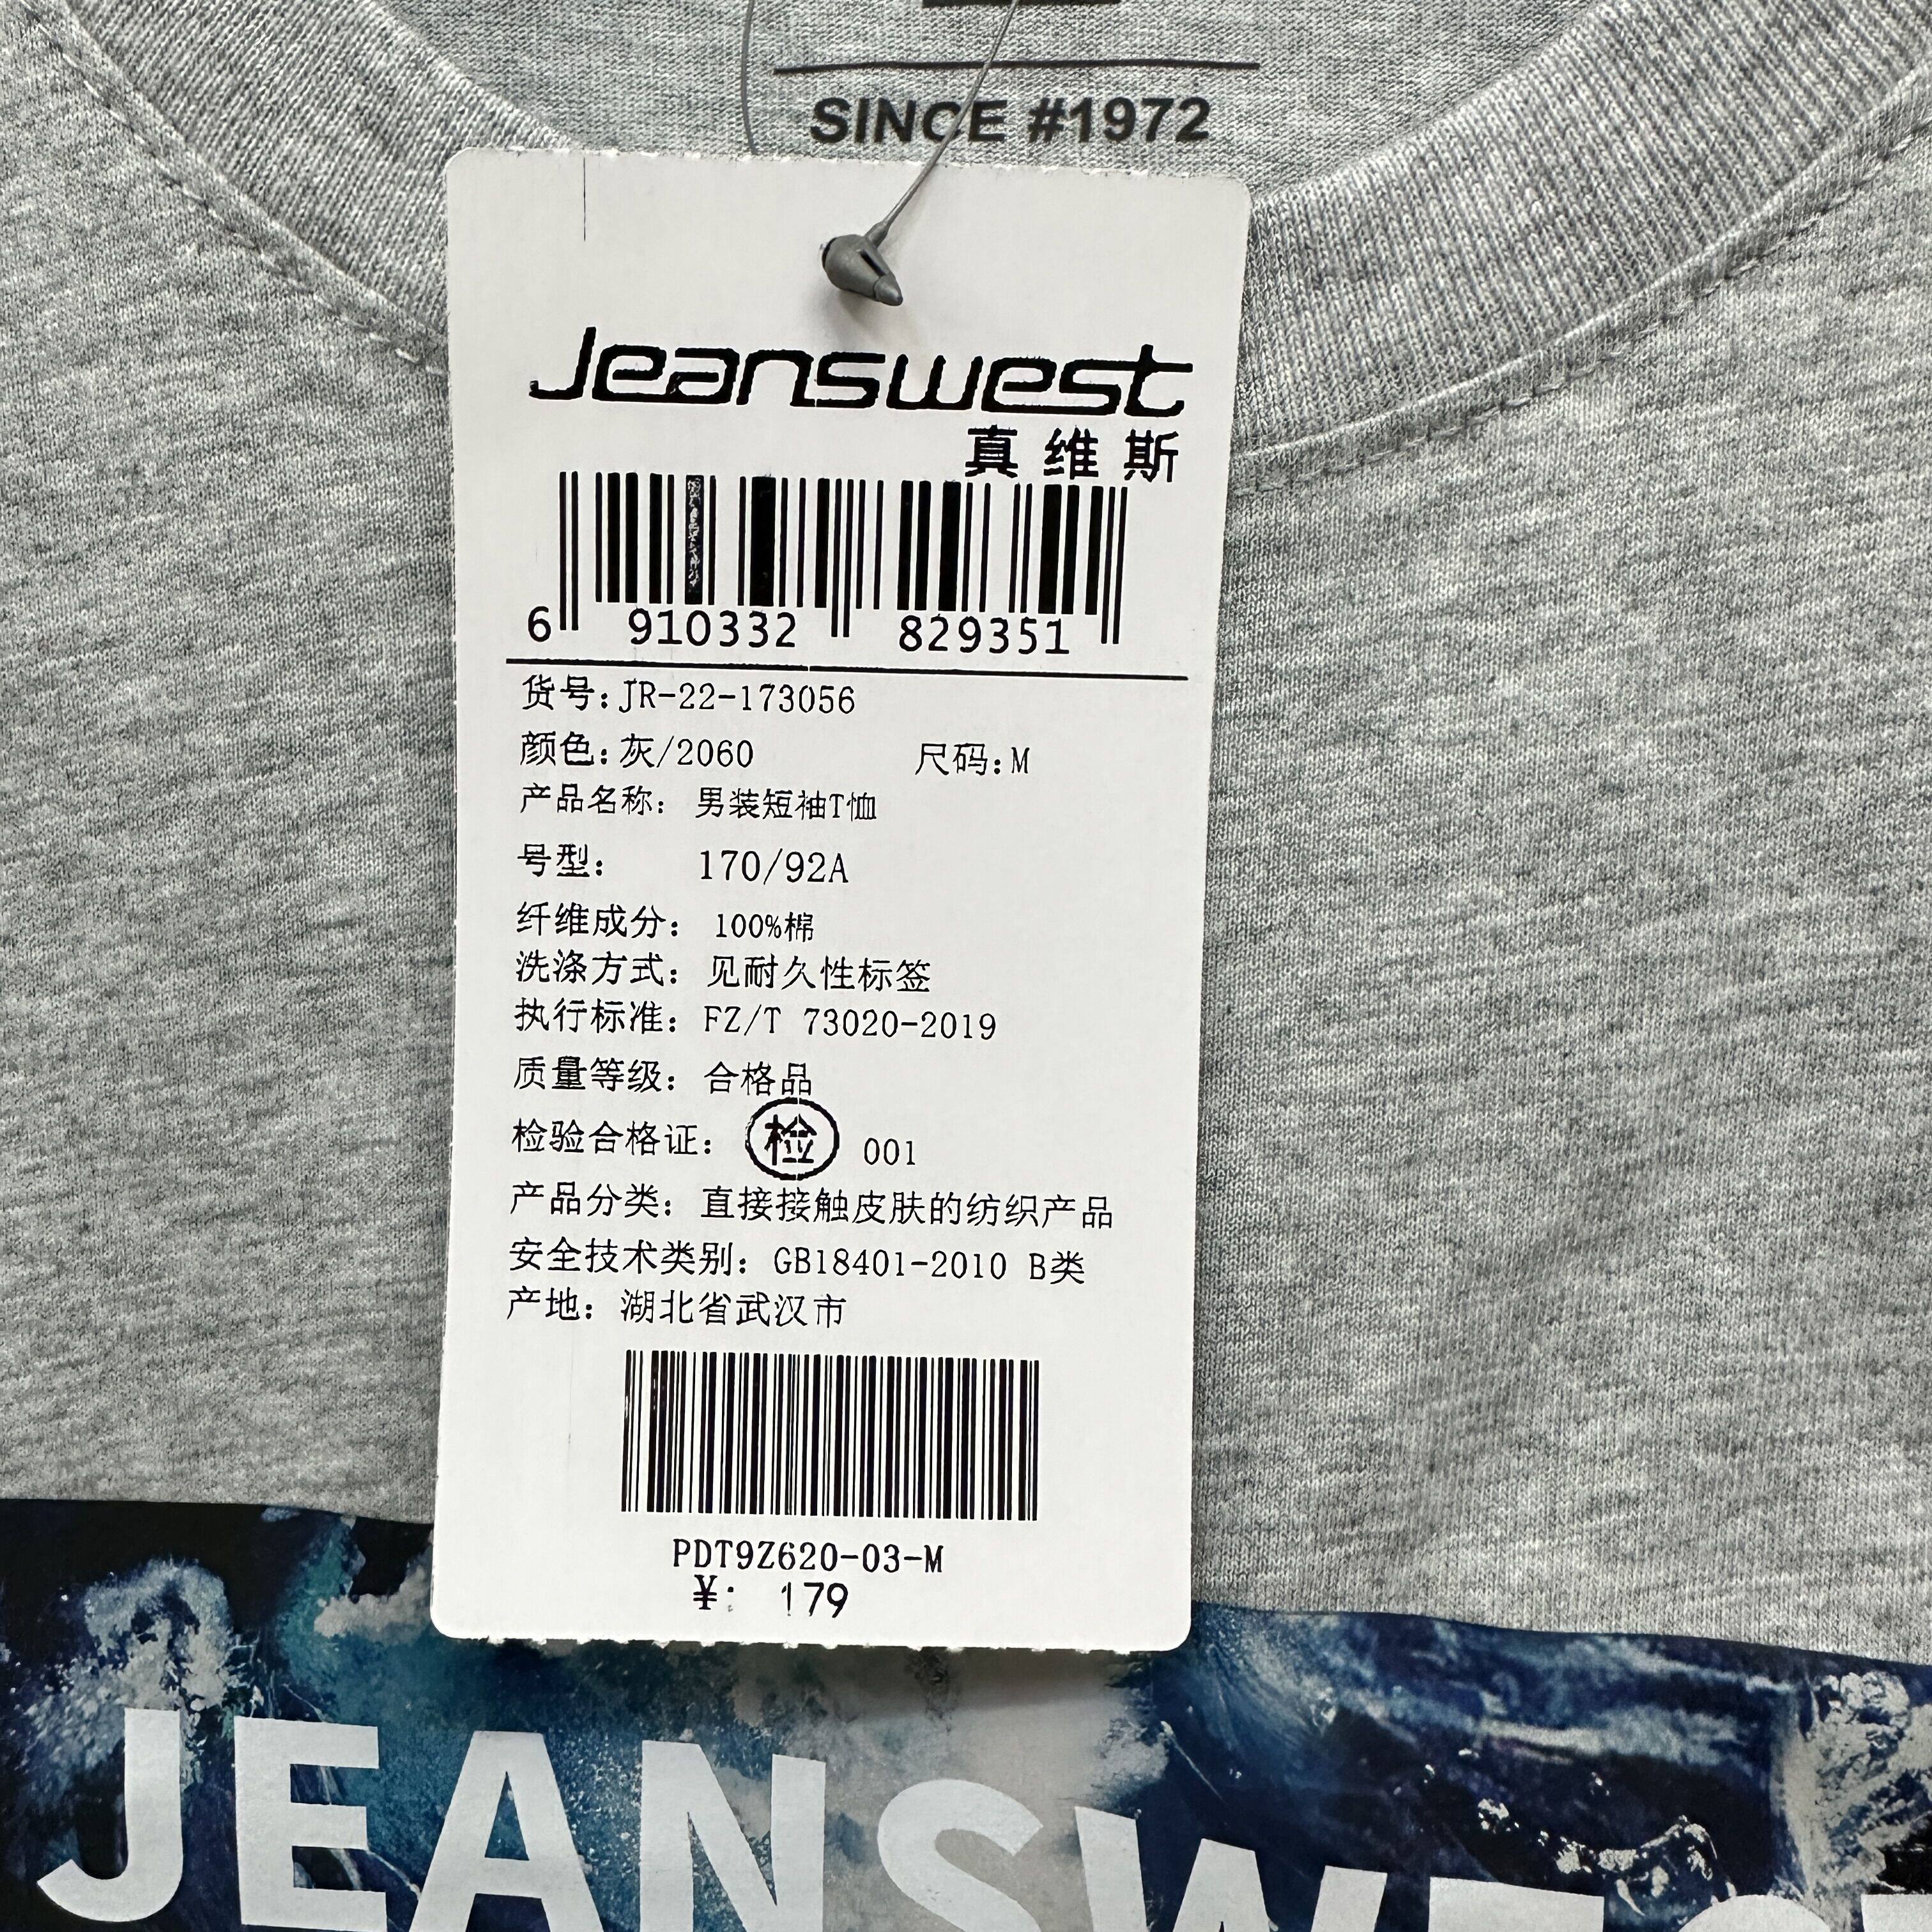 SINCE #1972
Jeanswest
真维斯
6 910332 829351
货号:JR-22-173056
颜色:灰/2060 尺码:M
产品名称: 男装短袖T恤
号型: 170/92A
纤维成分: 100%棉
洗涤方式: 见耐久性标签
执行标准: FZ/T 73020-2019
质量等级: 合格品
检验合格证: 检 001
产品分类: 直接接触皮肤的纺织产品
安全技术类别: GB18401-2010 B类
产地: 湖北省武汉市
PDT9Z620-03-M
¥: 179
JEANSWEST